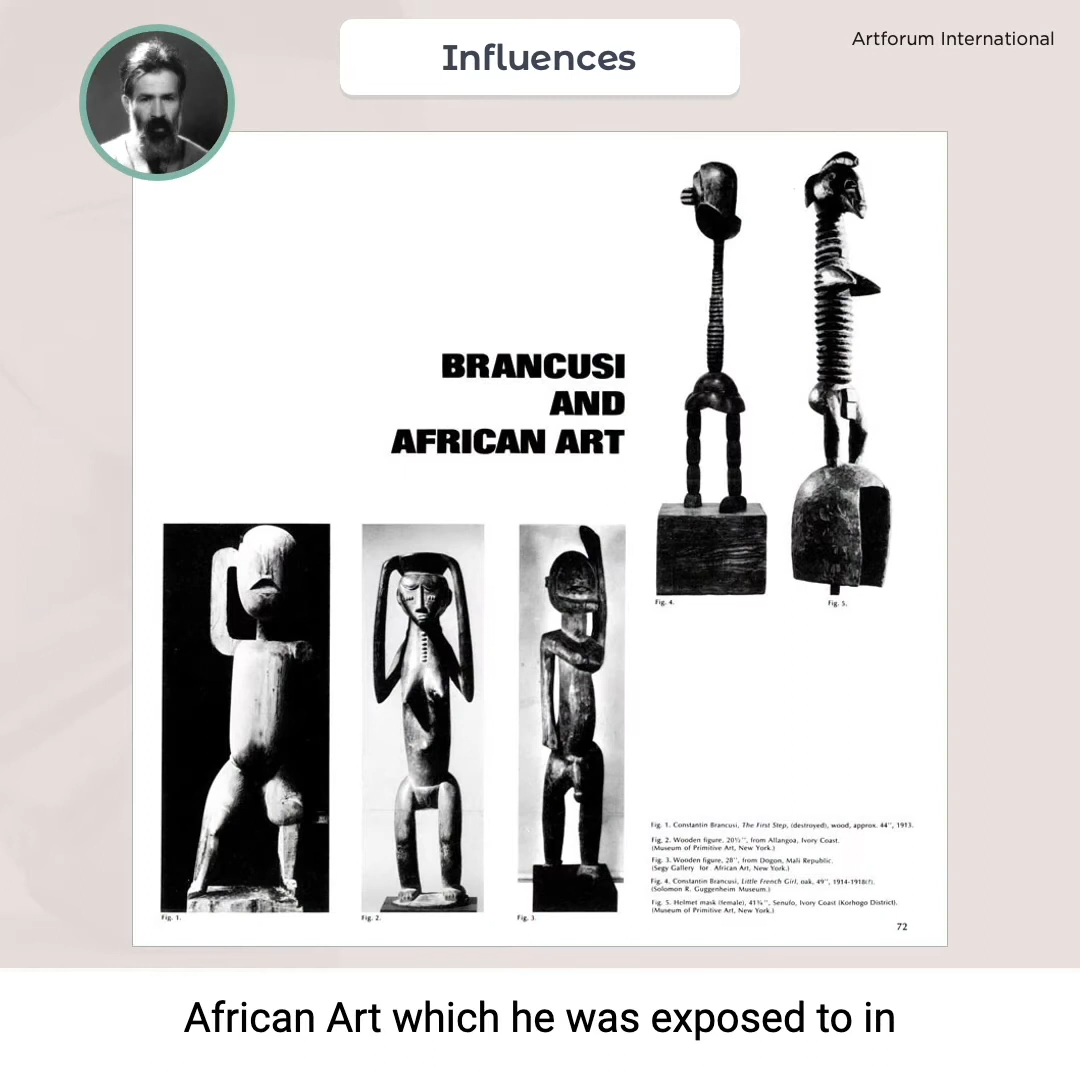 Influences
Artforum International
BRANCUSI
AND
AFRICAN ART
Fig. 4.
Fig. 5.
Fig. 1.
Fig. 2.
Fig. 3.
Fig. 1. Constantin Brancusi, The First Step, (destroyed), wood, approx. 44", 1913.
Fig. 2. Wooden figure, 20½", from Allangoa, Ivory Coast.
(Museum of Primitive Art, New York.)
Fig. 3. Wooden figure, 28", from Dogon, Mali Republic.
(Segy Gallery for African Art, New York.)
Fig. 4. Constantin Brancusi, Little French Girl, oak, 49", 1914-1918(?).
(Solomon R. Guggenheim Museum.)
Fig. 5. Helmet mask (female), 41¾", Senufo, Ivory Coast (Korhogo District).
(Museum of Primitive Art, New York.)
72
African Art which he was exposed to in